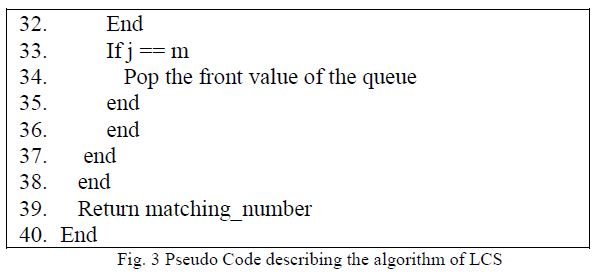 32. End
33. If j == m
34. Pop the front value of the queue
35. end
36. end
37. end
38. end
39. Return matching_number
40. End
Fig. 3 Pseudo Code describing the algorithm of LCS